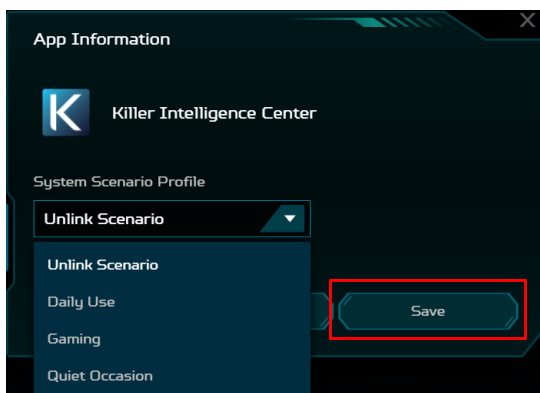 App Information
X
K
Killer Intelligence Center
System Scenario Profile
Unlink Scenario
Unlink Scenario
Daily Use
Gaming
Quiet Occasion
Save